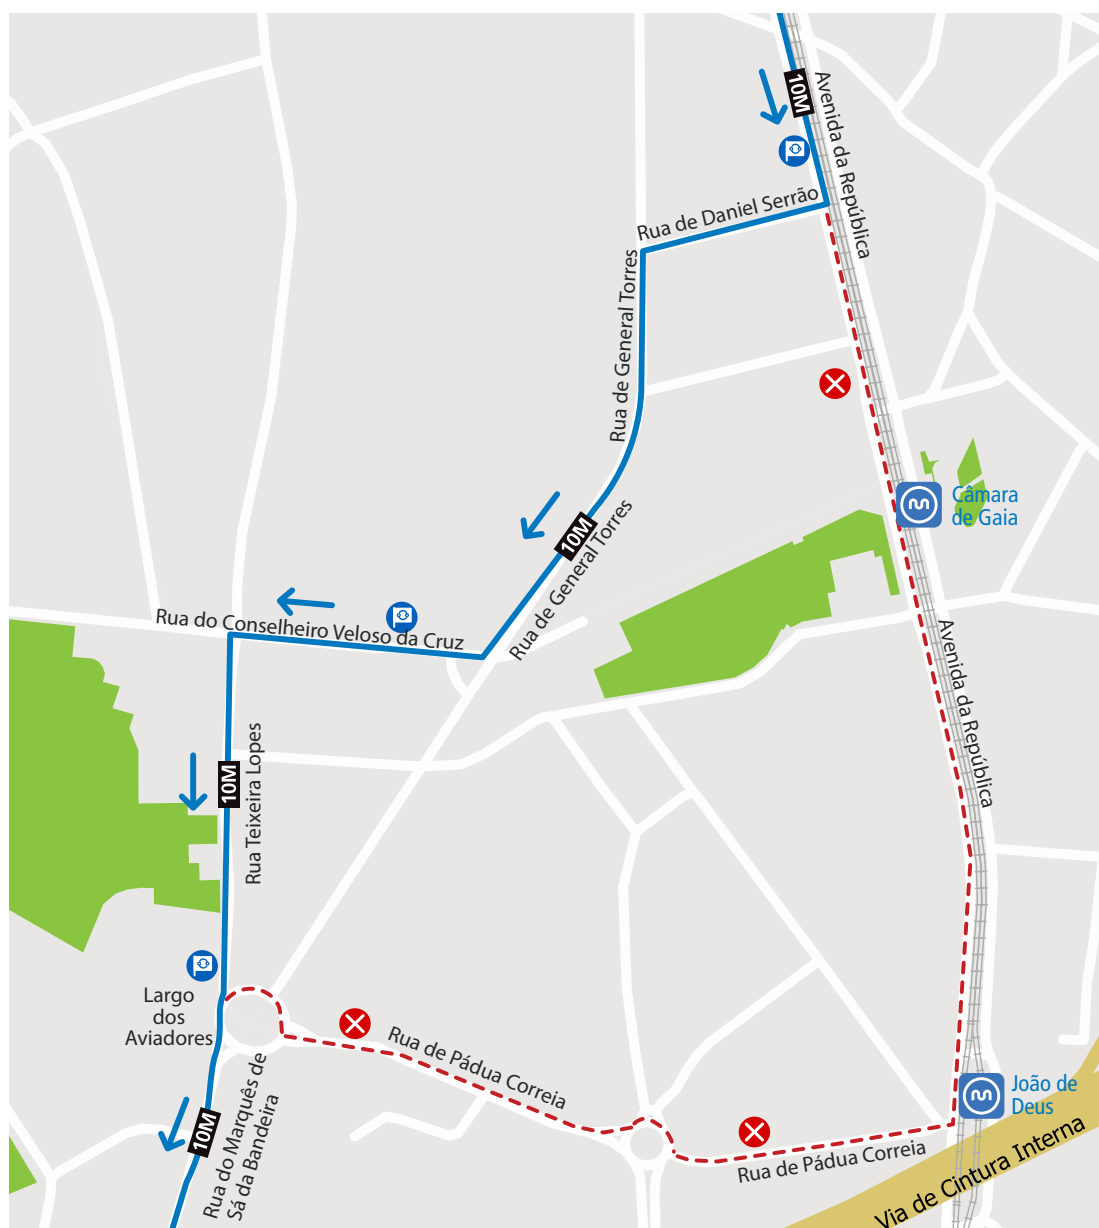 10M
Avenida da República
Rua de Daniel Serrão
Rua de General Torres
Câmara
de Gaia
10M
Rua de General Torres
Rua do Conselheiro Veloso da Cruz
Avenida da República
10M
Rua Teixeira Lopes
Largo
dos
Aviadores
Rua de Pádua Correia
João de
Deus
10M
Rua do Marquês de
Sá da Bandeira
Rua de Pádua Correia
Via de Cintura Interna